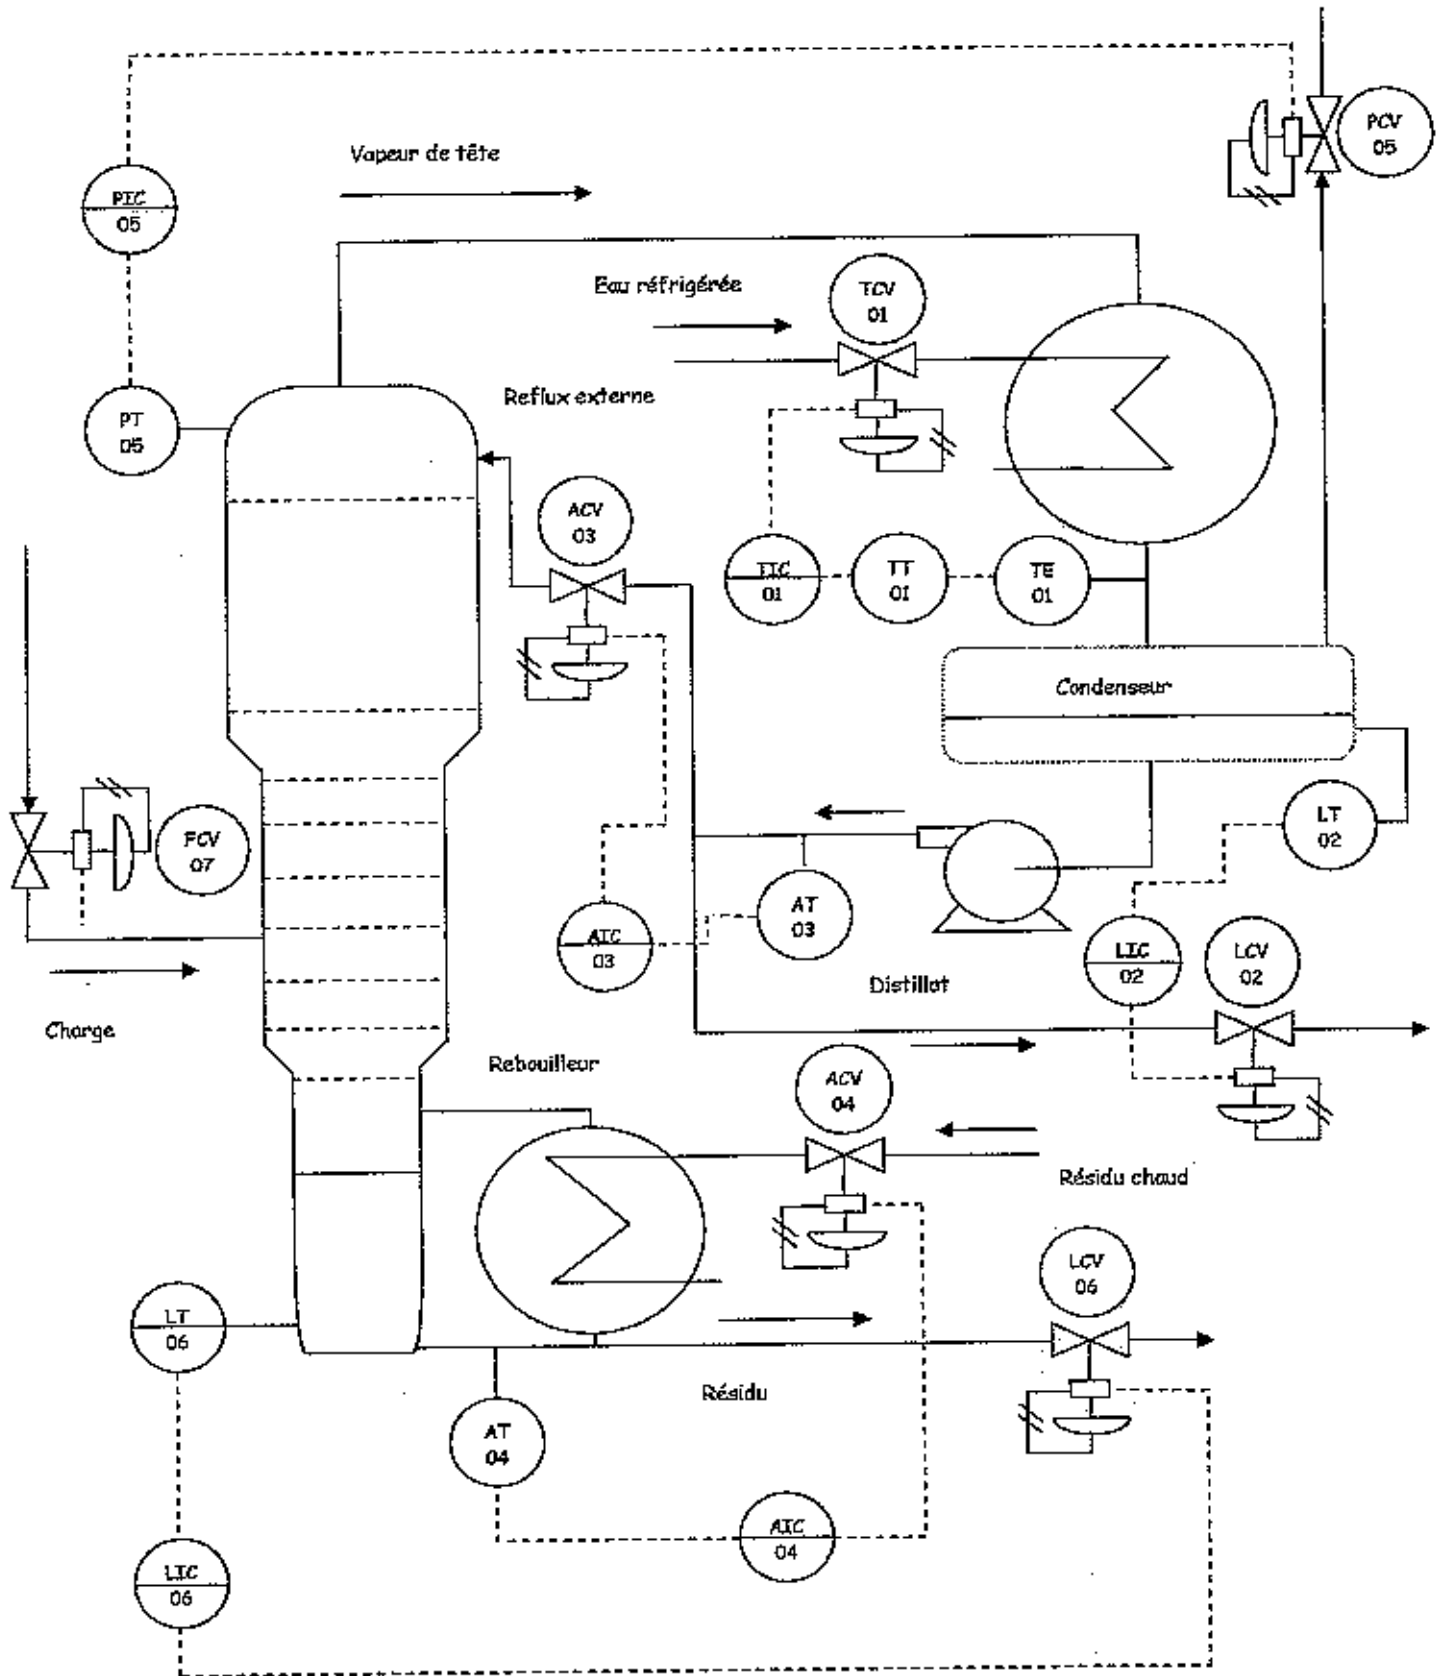 PCV
05
Vapeur de tête
PIC
05
Eau réfrigérée
TCV
01
Reflux externe
PT
05
ACV
03
TIC
01
TT
01
TE
01
Condenseur
FCV
07
LT
02
AT
03
AIC
03
LIC
02
LCV
02
Distillat
Charge
Rebouilleur
ACV
04
Résidu chaud
LCV
06
LT
06
Résidu
AT
04
AIC
04
LIC
06